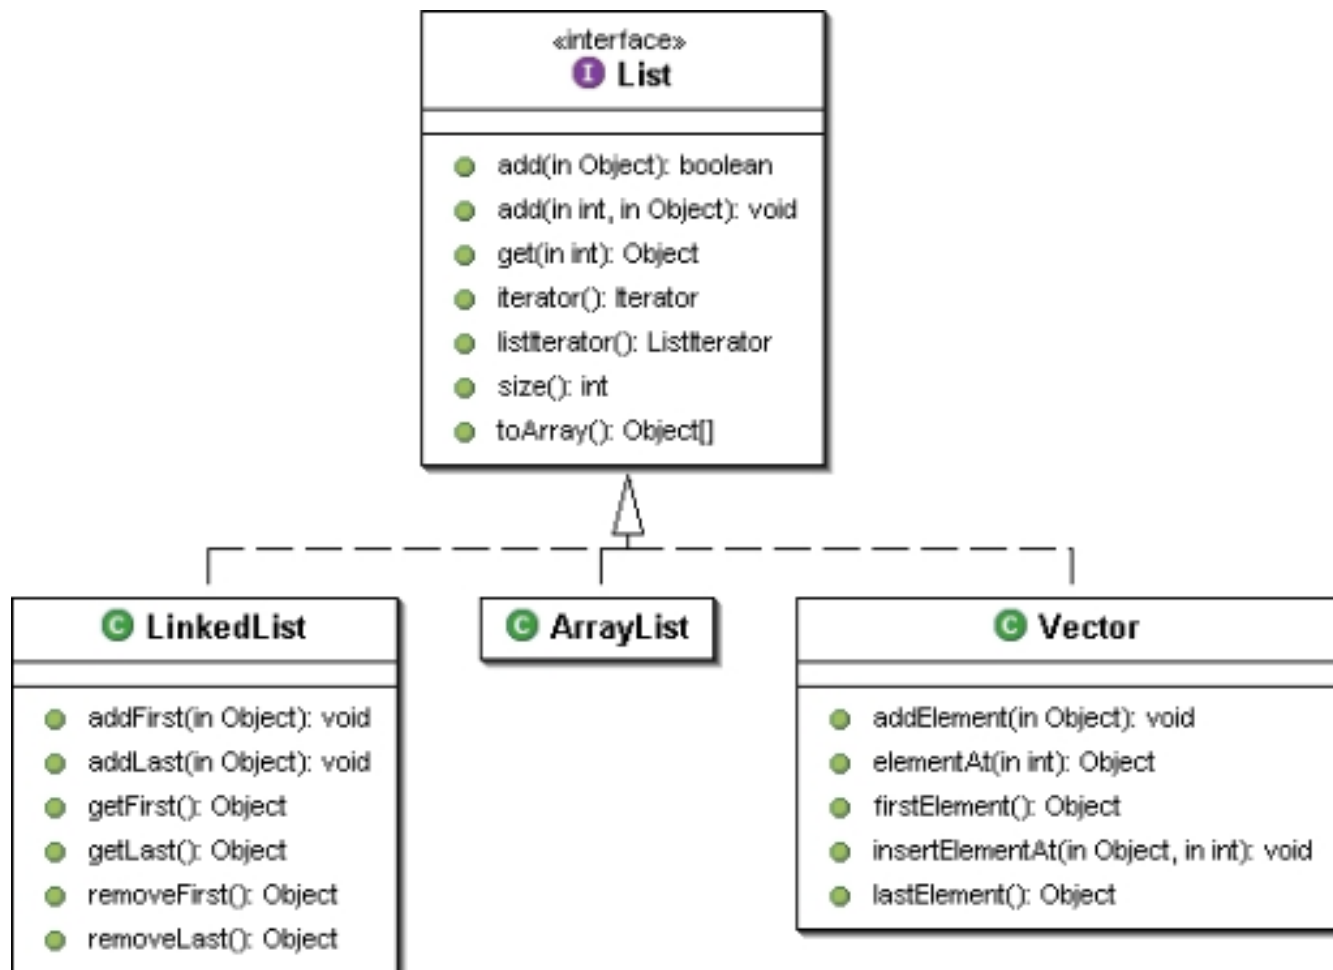 «interface»
I List
add(in Object): boolean
add(in int, in Object): void
get(in int): Object
iterator(): Iterator
listIterator(): ListIterator
size(): int
toArray(): Object[]
C LinkedList
addFirst(in Object): void
addLast(in Object): void
getFirst(): Object
getLast(): Object
removeFirst(): Object
removeLast(): Object
C ArrayList
C Vector
addElement(in Object): void
elementAt(in int): Object
firstElement(): Object
insertElementAt(in Object, in int): void
lastElement(): Object